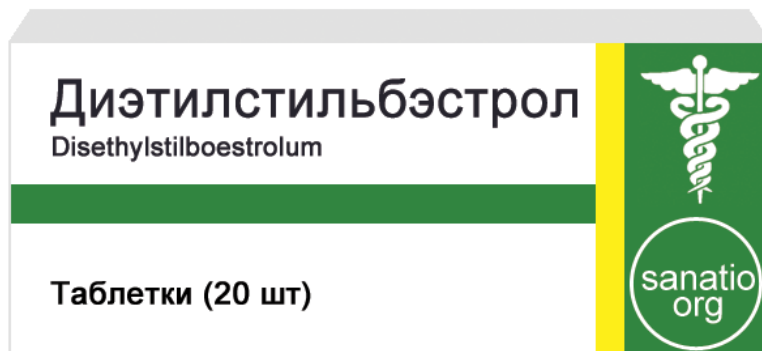 Диэтилстильбэстрол
Disethylstilboestrolum
Таблетки (20 шт)
sanatio
org